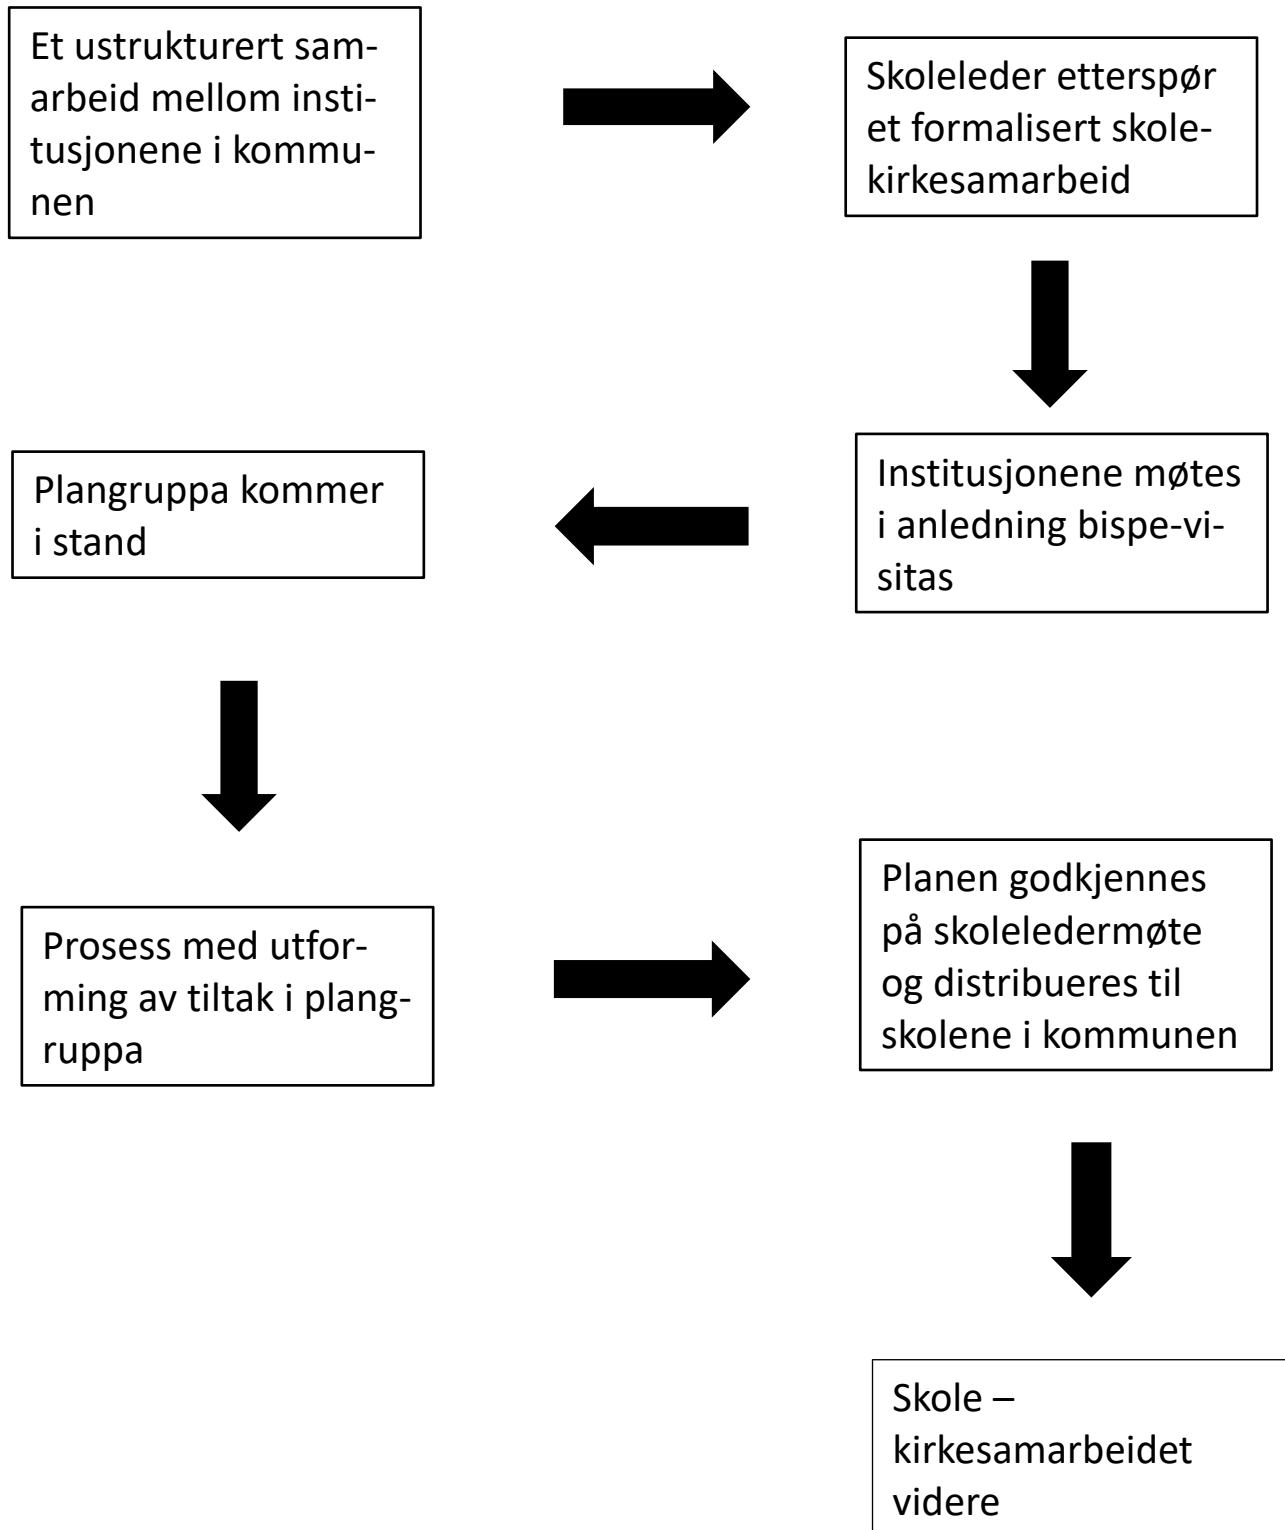 Et ustrukturert sam-
arbeid mellom insti-
tusjonene i kommu-
nen
Skoleleder etterspør
et formalisert skole-
kirkesamarbeid
Institusjonene møtes
i anledning bispe-vi-
sitas
Plangruppa kommer
i stand
Prosess med utfor-
ming av tiltak i plang-
ruppa
Planen godkjennes
på skoleledermøte
og distribueres til
skolene i kommunen
Skole –
kirkesamarbeidet
videre